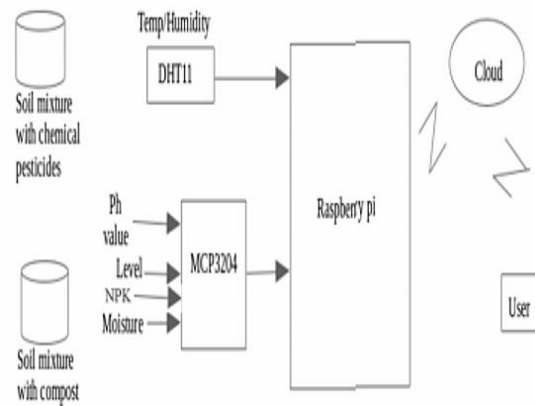 Temp/Humidity
DHT11
Cloud
Soil mixture
with chemical
pesticides
Raspberry pi
Ph
value
MCP3204
Level
NPK
Moisture
User
Soil mixture
with compost